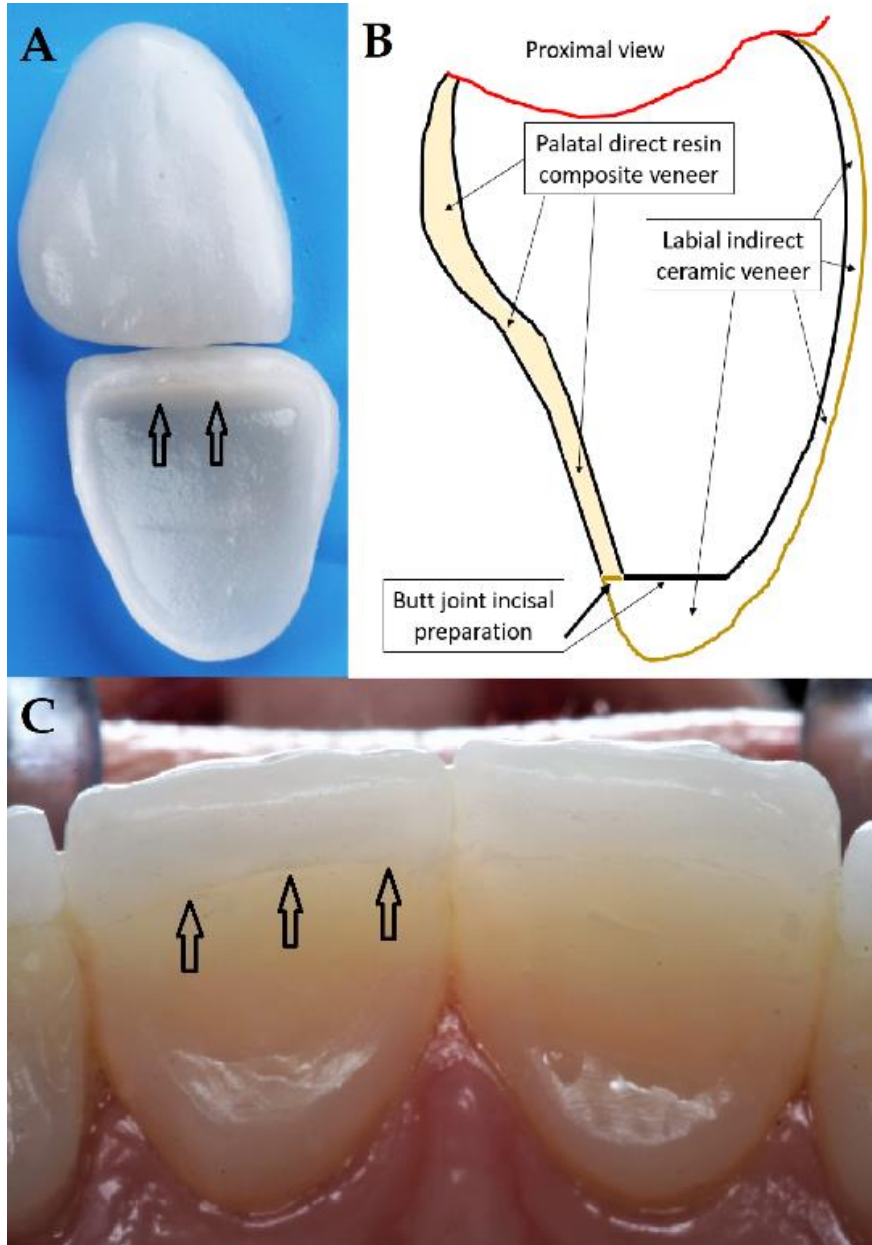 A
B
Proximal view
Palatal direct resin
composite veneer
Labial indirect
ceramic veneer
Butt joint incisal
preparation
C